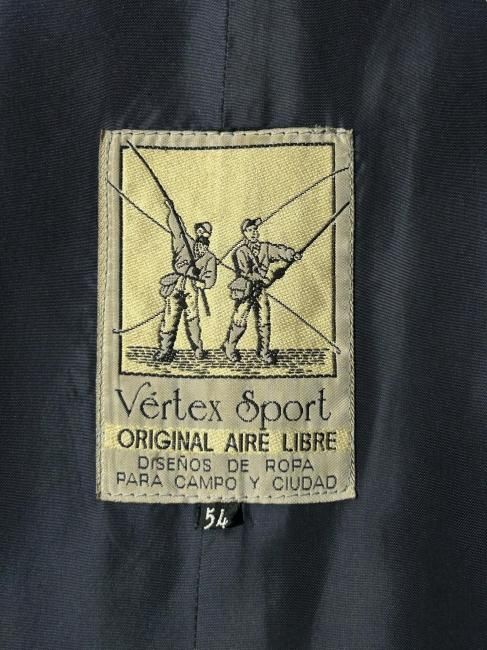 Vértex Sport
ORIGINAL AIRE LIBRE
DISEÑOS DE ROPA
PARA CAMPO Y CIUDAD
54